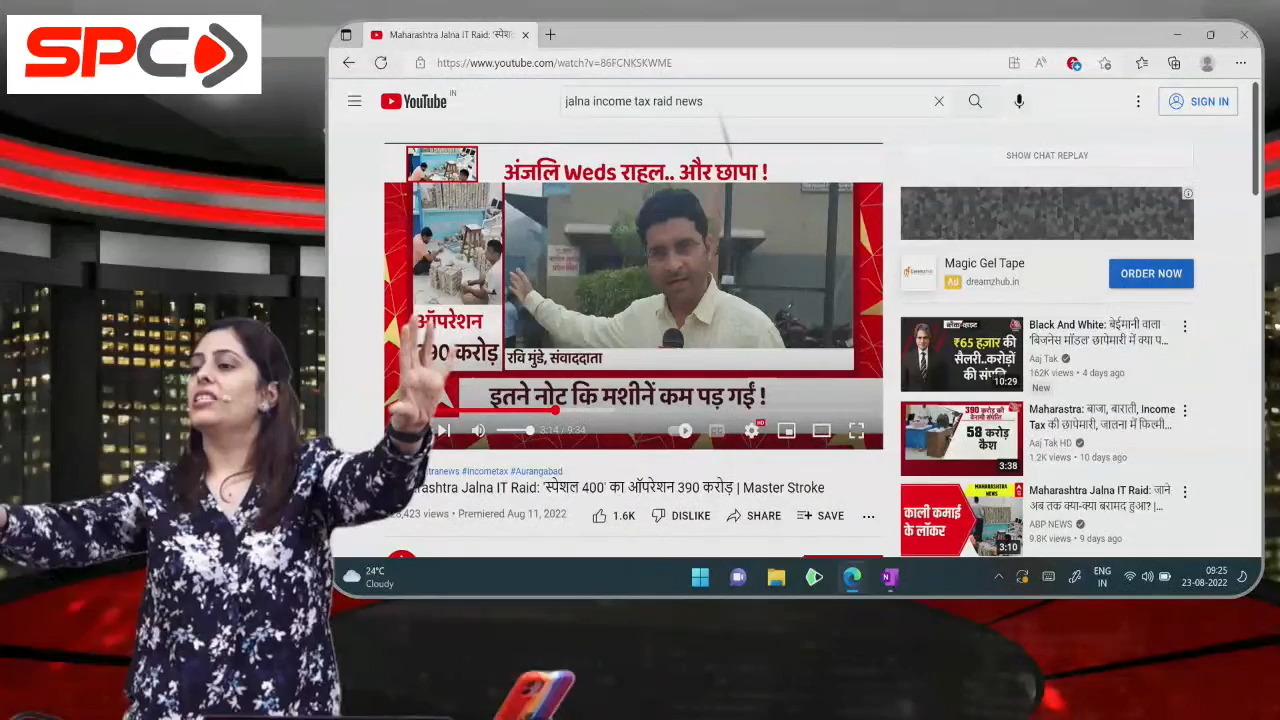 SPC
Maharashtra Jalna IT Raid: 'स्पेश
https://www.youtube.com/watch?v=86FCNKSKWME
YouTube IN
jalna income tax raid news
SIGN IN
SHOW CHAT REPLAY
अंजलि Weds राहुल.. और छापा !
ऑपरेशन
90 करोड़
रवि मुंडे, संवाददाता
इतने नोट कि मशीनें कम पड़ गईं !
3:14 / 9:34
HD
#incometax #Aurangabad
ashtra Jalna IT Raid: 'स्पेशल 400' का ऑपरेशन 390 करोड़ | Master Stroke
,423 views • Premiered Aug 11, 2022
1.6K
DISLIKE
SHARE
SAVE
Magic Gel Tape
Ad dreamzhub.in
ORDER NOW
₹65 हज़ार की
सैलरी..करोड़ों
की संपत्ति
10:29
Black And White: बेईमानी वाला
'बिजनेस मॉडल' छापेमारी में क्या प...
Aaj Tak
162K views • 4 days ago
New
390 करोड़ की
बेनामी संपत्ति
58 करोड़
कैश
3:38
Maharastra: बाजा, बाराती, Income
Tax की छापेमारी, जालना में फिल्मी...
Aaj Tak HD
1.2K views • 10 days ago
MAHARASHTRA
NEWS
काली कमाई
के लॉकर
3:10
Maharashtra Jalna IT Raid: जाने
अब तक क्या-क्या बरामद हुआ? |...
ABP NEWS
9.8K views • 9 days ago
24°C
Cloudy
ENG
IN
09:25
23-08-2022